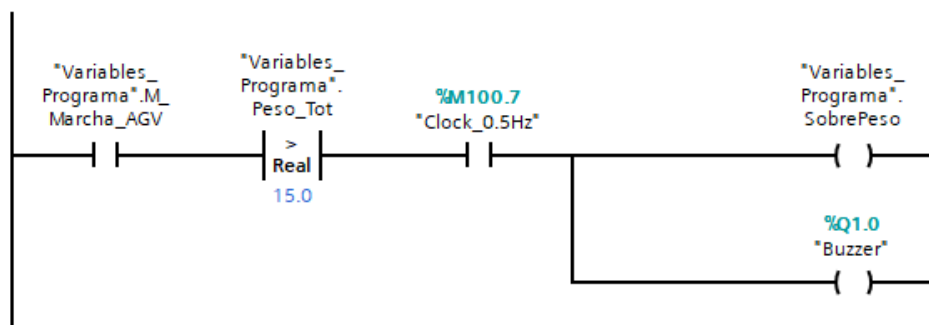 "Variables_
Programa".M_
Marcha_AGV
"Variables_
Programa".
Peso_Tot
>
Real
15.0
%M100.7
"Clock_0.5Hz"
"Variables_
Programa".
SobrePeso
%Q1.0
"Buzzer"